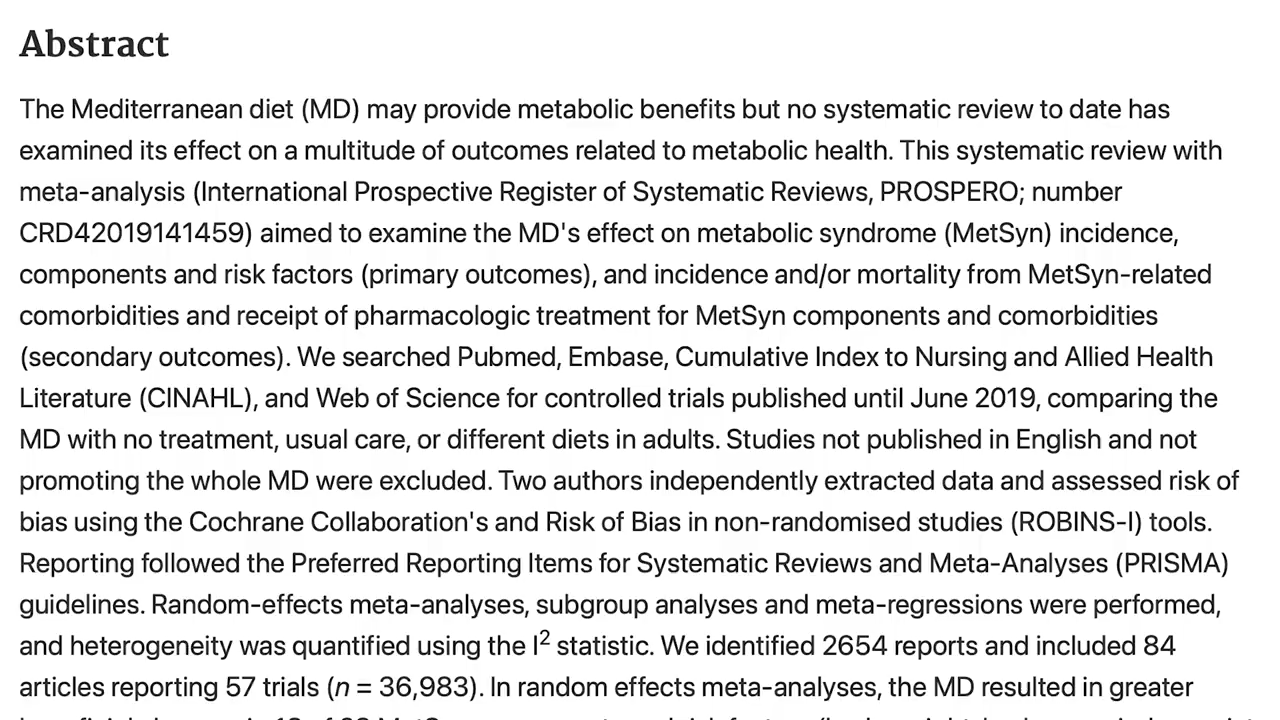 Abstract
The Mediterranean diet (MD) may provide metabolic benefits but no systematic review to date has
examined its effect on a multitude of outcomes related to metabolic health. This systematic review with
meta-analysis (International Prospective Register of Systematic Reviews, PROSPERO; number
CRD42019141459) aimed to examine the MD's effect on metabolic syndrome (MetSyn) incidence,
components and risk factors (primary outcomes), and incidence and/or mortality from MetSyn-related
comorbidities and receipt of pharmacologic treatment for MetSyn components and comorbidities
(secondary outcomes). We searched Pubmed, Embase, Cumulative Index to Nursing and Allied Health
Literature (CINAHL), and Web of Science for controlled trials published until June 2019, comparing the
MD with no treatment, usual care, or different diets in adults. Studies not published in English and not
promoting the whole MD were excluded. Two authors independently extracted data and assessed risk of
bias using the Cochrane Collaboration's and Risk of Bias in non-randomised studies (ROBINS-I) tools.
Reporting followed the Preferred Reporting Items for Systematic Reviews and Meta-Analyses (PRISMA)
guidelines. Random-effects meta-analyses, subgroup analyses and meta-regressions were performed,
and heterogeneity was quantified using the I² statistic. We identified 2654 reports and included 84
articles reporting 57 trials (n = 36,983). In random effects meta-analyses, the MD resulted in greater